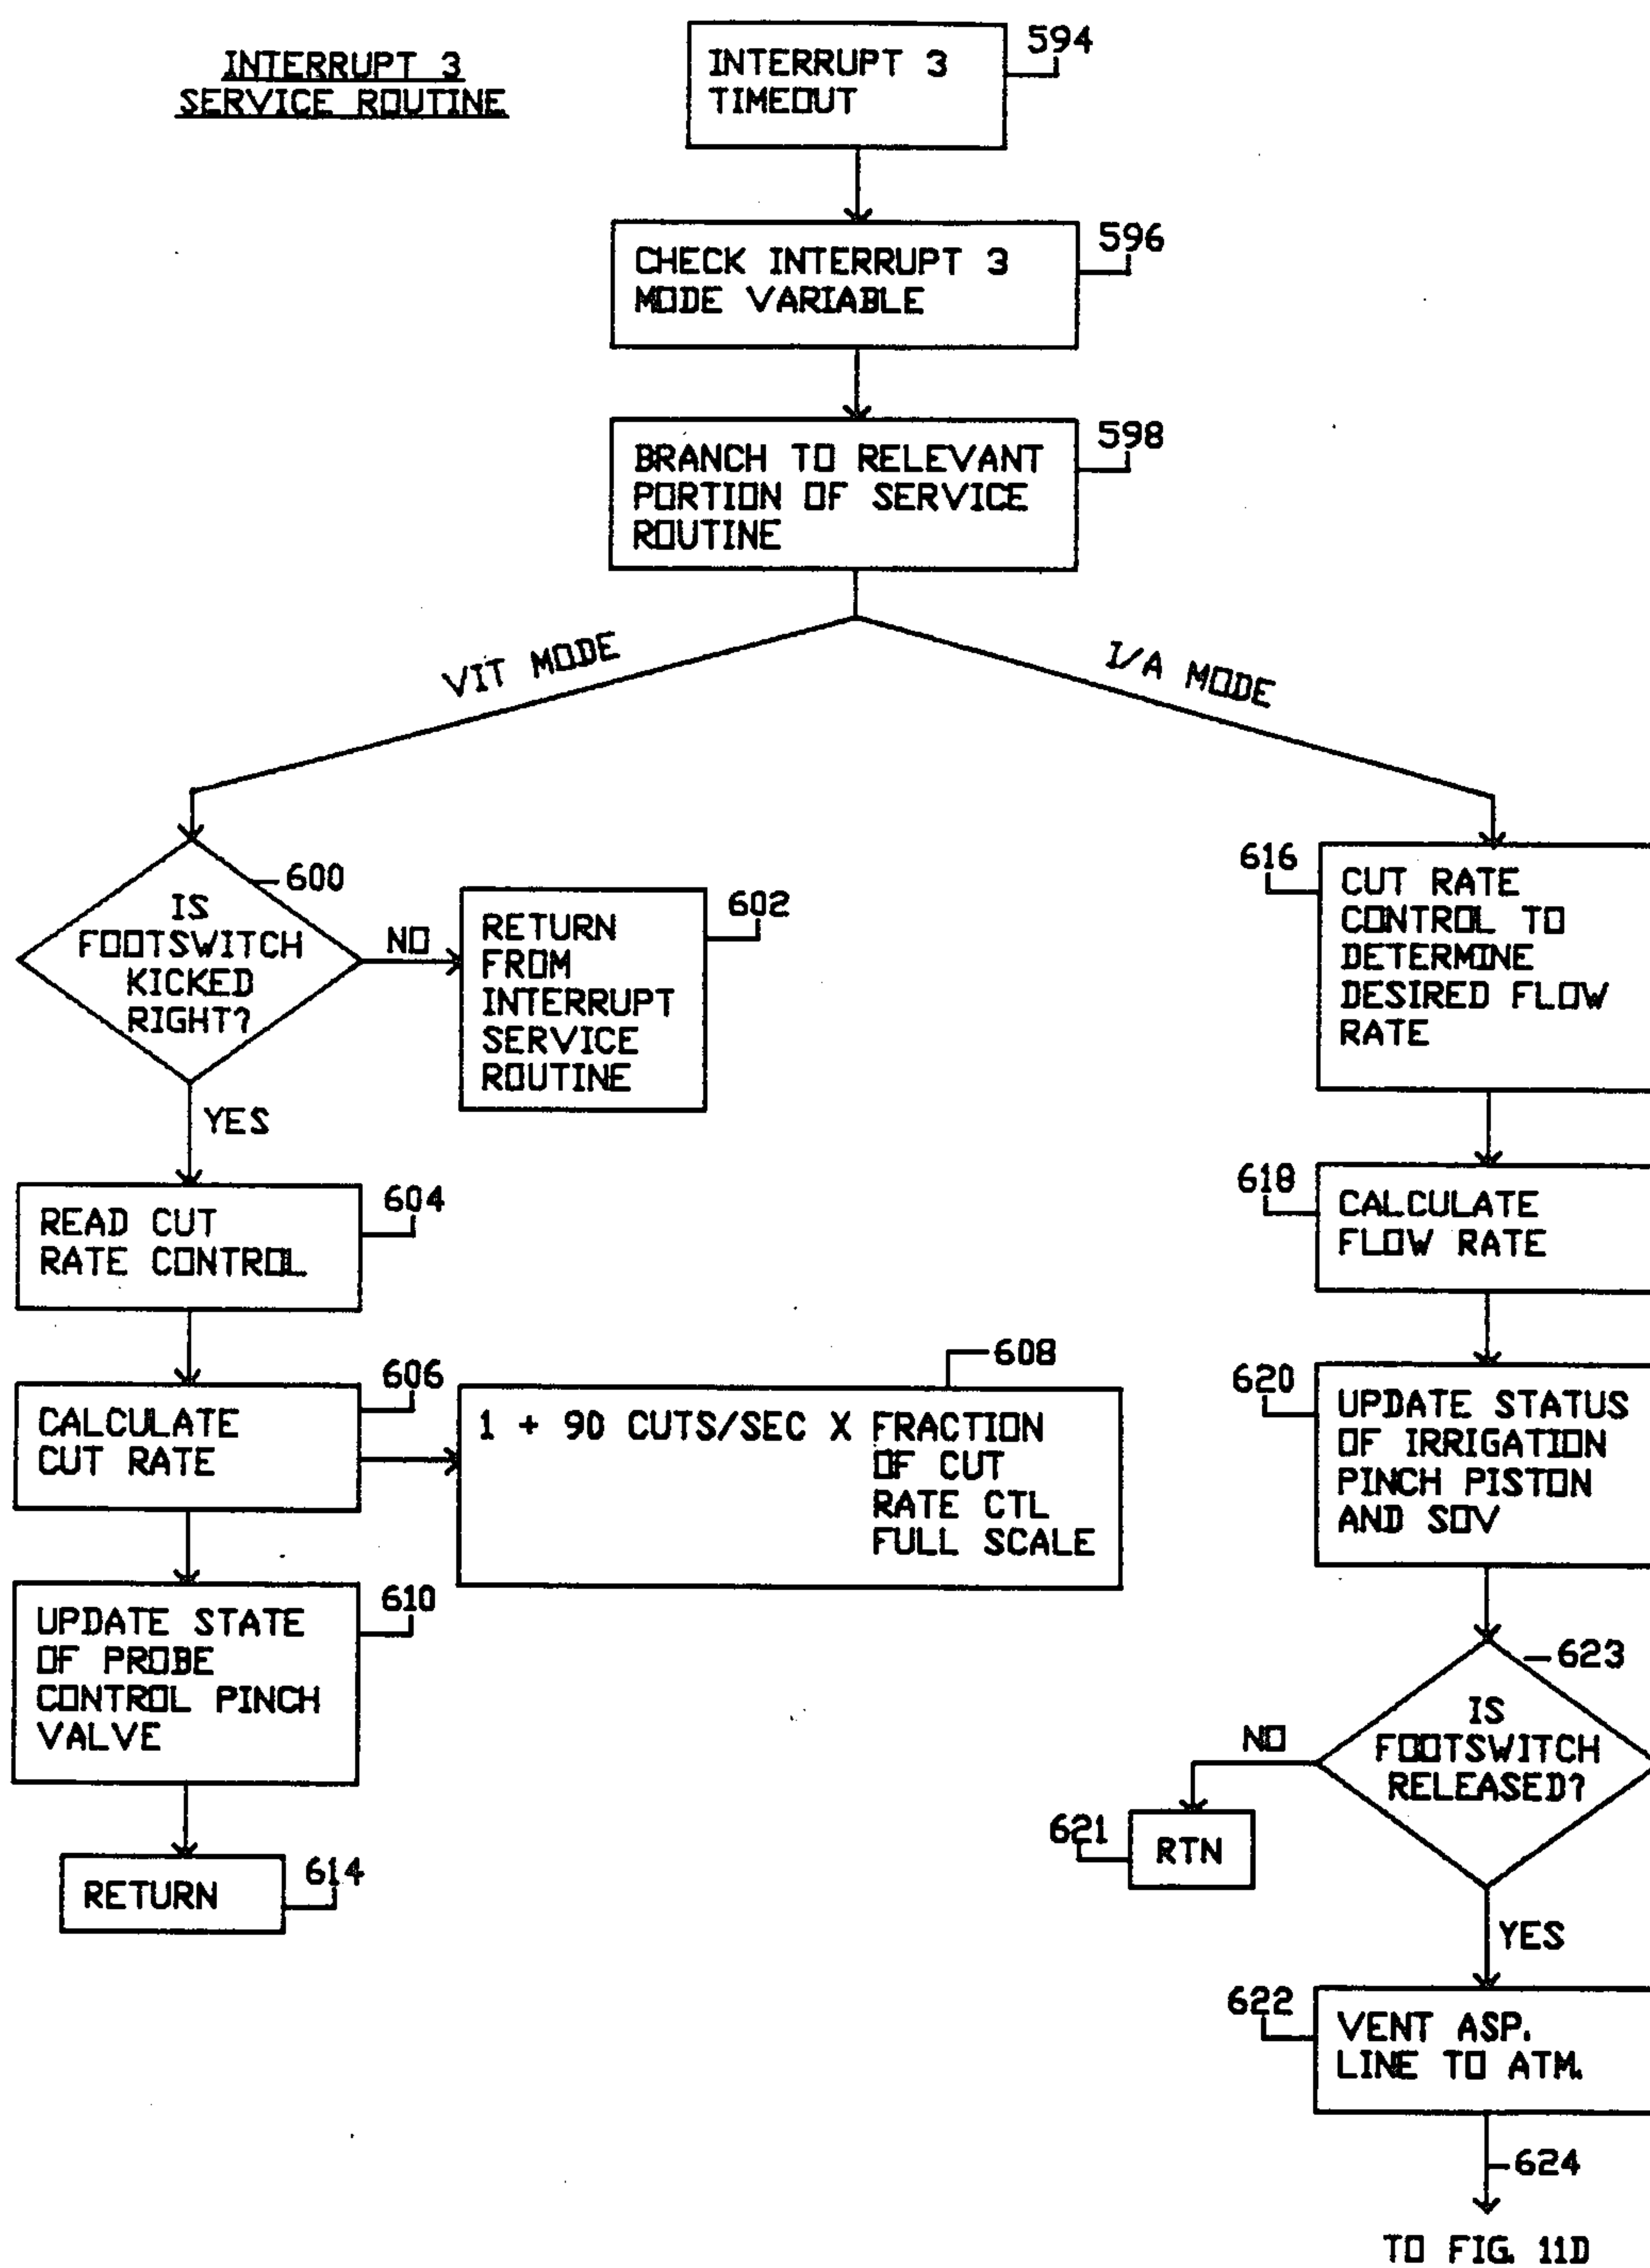 INTERRUPT 3
SERVICE ROUTINE
594
INTERRUPT 3
TIMEOUT
596
CHECK INTERRUPT 3
MODE VARIABLE
598
BRANCH TO RELEVANT
PORTION OF SERVICE
ROUTINE
VIT MODE
I/A MODE
600
IS
FOOTSWITCH
KICKED
RIGHT?
NO
602
RETURN
FROM
INTERRUPT
SERVICE
ROUTINE
YES
604
READ CUT
RATE CONTROL
606
CALCULATE
CUT RATE
608
1 + 90 CUTS/SEC X FRACTION
OF CUT
RATE CTL
FULL SCALE
610
UPDATE STATE
OF PROBE
CONTROL PINCH
VALVE
614
RETURN
616
CUT RATE
CONTROL TO
DETERMINE
DESIRED FLOW
RATE
618
CALCULATE
FLOW RATE
620
UPDATE STATUS
OF IRRIGATION
PINCH PISTON
AND SOV
623
IS
FOOTSWITCH
RELEASED?
NO
621
RTN
YES
622
VENT ASP.
LINE TO ATM.
624
TO FIG. 11D